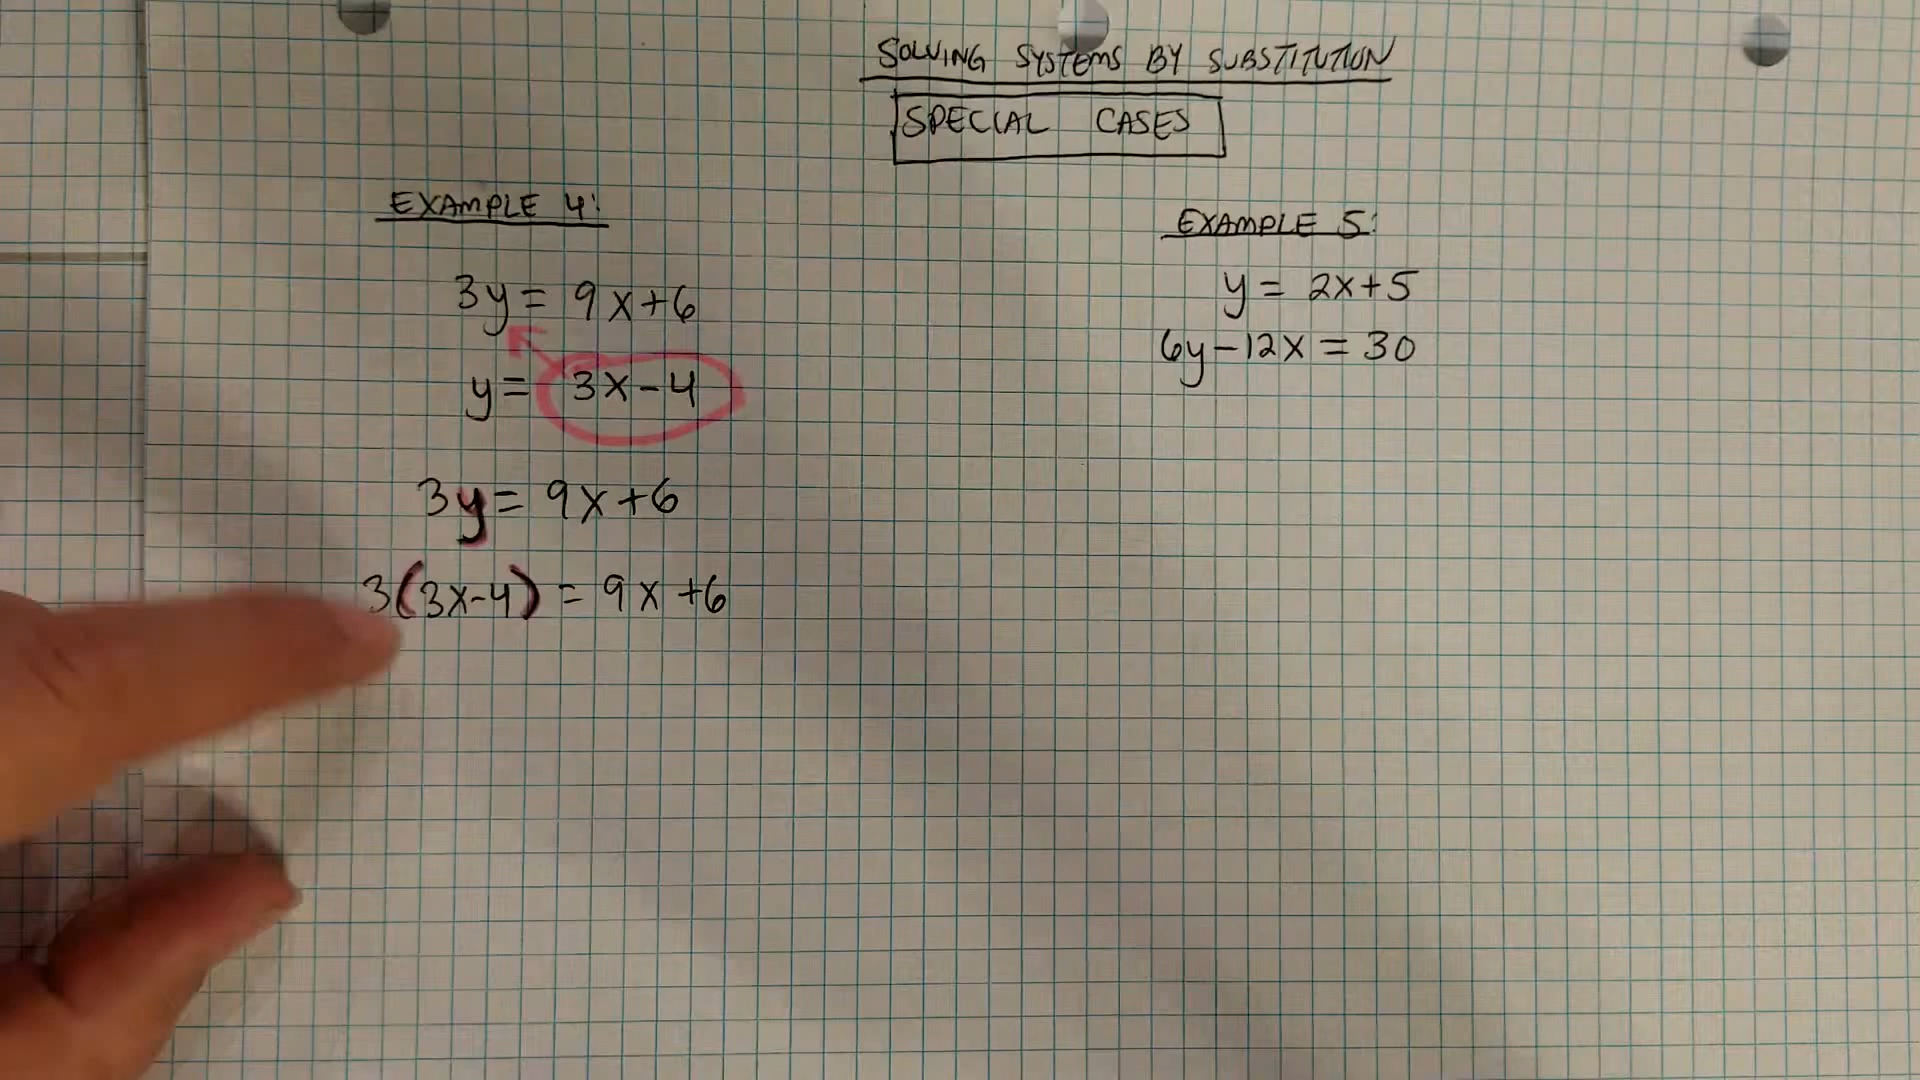 SOLVING SYSTEMS BY SUBSTITUTION
SPECIAL CASES
EXAMPLE 4:
3y = 9x+6
y = 3x-4
3y = 9x+6
3(3x-4) = 9x+6
EXAMPLE 5:
y = 2x+5
6y-12x = 30